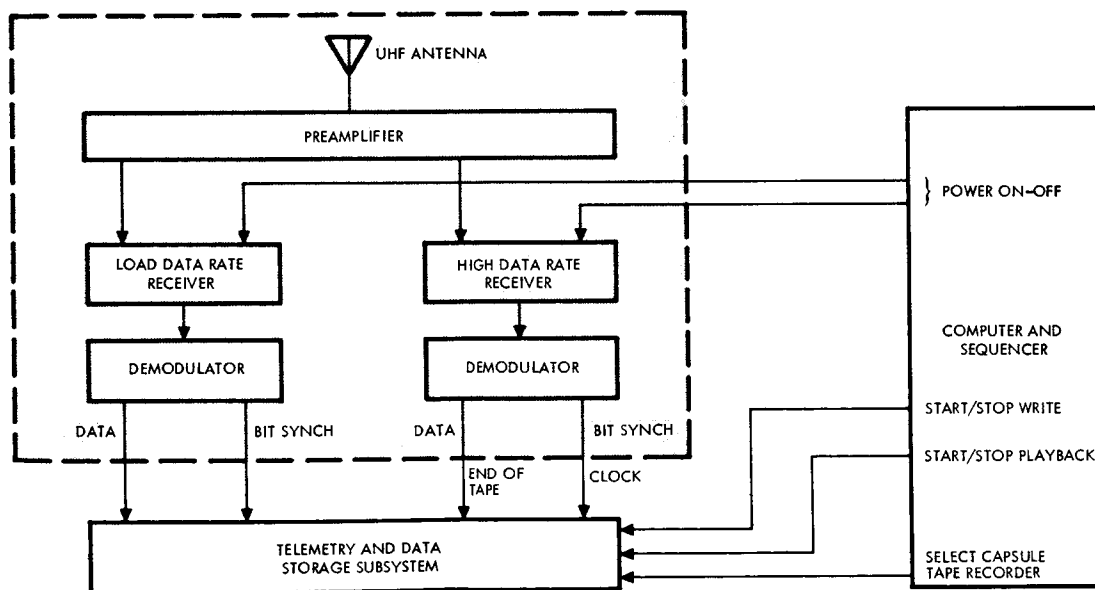 UHF ANTENNA
PREAMPLIFIER
} POWER ON-OFF
LOAD DATA RATE
RECEIVER
HIGH DATA RATE
RECEIVER
COMPUTER AND
SEQUENCER
DEMODULATOR
DEMODULATOR
START/STOP WRITE
DATA
BIT SYNCH
DATA
BIT SYNCH
START/STOP PLAYBACK
END OF
TAPE
CLOCK
TELEMETRY AND DATA
STORAGE SUBSYSTEM
SELECT CAPSULE
TAPE RECORDER